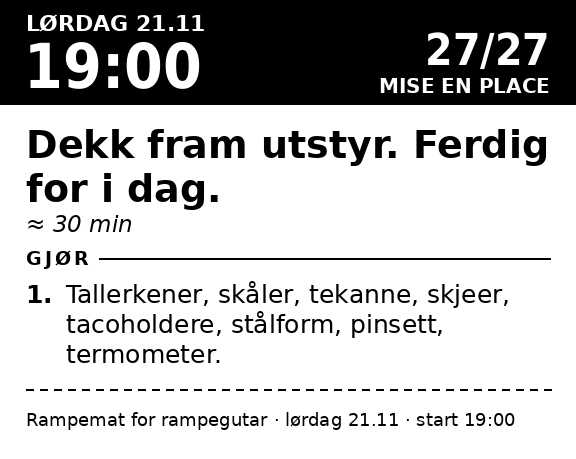 LØRDAG 21.11
19:00
27/27
MISE EN PLACE
Dekk fram utstyr. Ferdig
for i dag.
≈ 30 min
GJØR
1. Tallerkener, skåler, tekanne, skjeer,
tacoholdere, stålform, pinsett,
termometer.
Rampemat for rampegutar · lørdag 21.11 · start 19:00